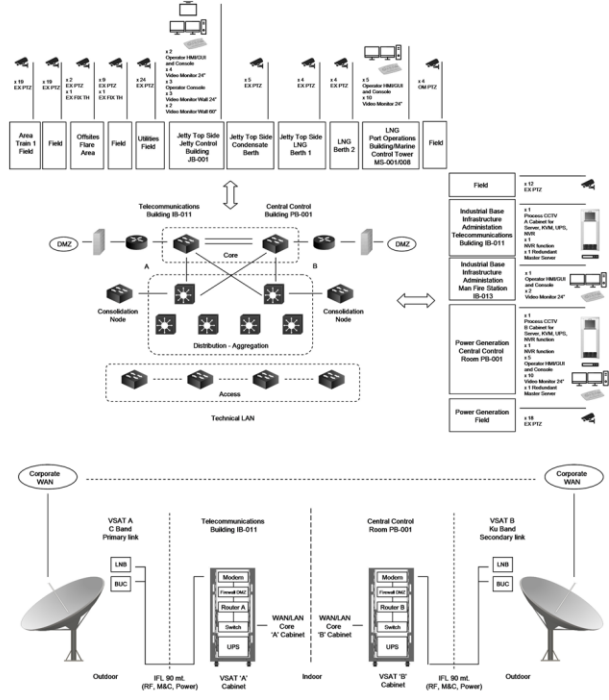 x 19
EX PTZ
x 19
EX PTZ
x 2
EX PTZ
x 1
EX FIX TH
x 9
EX PTZ
x 1
EX FIX TH
x 24
EX PTZ
x 2
Operator HMI/GUI
and Console
x 4
Video Monitor 24"
x 3
Operator Console
x 3
Video Monitor Wall 24"
x 2
Video Monitor Wall 60"
x 5
EX PTZ
x 4
EX PTZ
x 4
EX PTZ
x 5
Operator HMI/GUI
and Console
x 10
Video Monitor 24"
x 4
OM PTZ
Area
Train 1
Field
Field
Offsites
Flare
Area
Field
Utilities
Field
Jetty Top Side
Jetty Control
Building
JB-001
Jetty Top Side
Condensate
Berth
Jetty Top Side
LNG
Berth 1
LNG
Berth 2
LNG
Port Operations
Building/Marine
Control Tower
MS-001/008
Field
Telecommunications
Building IB-011
Central Control
Building PB-001
DMZ
DMZ
A
B
Core
Consolidation
Node
Consolidation
Node
Distribution - Aggregation
Access
Technical LAN
Field
x 12
EX PTZ
Industrial Base
Infrastructure
Administation
Telecommunications
Building IB-011
x 1
Process CCTV
A Cabinet for
Server, KVM, UPS,
NVR
x 1
NVR function
x 1 Redundant
Master Server
Industrial Base
Infrastructure
Administation
Man Fire Station
IB-013
x 1
Operator HMI/GUI
and Console
x 2
Video Monitor 24"
Power Generation
Central Control
Room PB-001
x 1
Process CCTV
B Cabinet for
Server, KVM, UPS,
NVR
x 1
NVR function
x 5
Operator HMI/GUI
and Console
x 10
Video Monitor 24"
x 1 Redundant
Master Server
Power Generation
Field
x 18
EX PTZ
Corporate
WAN
Corporate
WAN
VSAT A
C Band
Primary link
Telecommunications
Building IB-011
Central Control
Room PB-001
VSAT B
Ku Band
Secondary link
LNB
BUC
Modem
Firewall DMZ
Router A
Switch
UPS
WAN/LAN
Core
'A' Cabinet
WAN/LAN
Core
'B' Cabinet
Modem
Firewall DMZ
Router B
Switch
UPS
LNB
BUC
Outdoor
IFL 90 mt.
(RF, M&C, Power)
VSAT 'A'
Cabinet
Indoor
VSAT 'B'
Cabinet
IFL 90 mt.
(RF, M&C, Power)
Outdoor